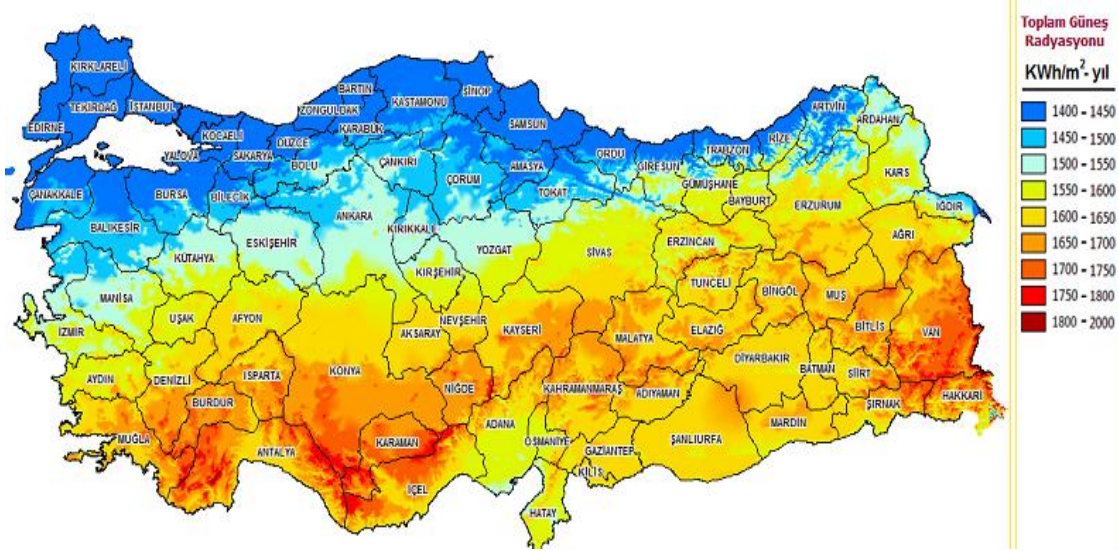 Toplam Güneş
Radyasyonu
KWh/m²- yıl
1400 - 1450
1450 - 1500
1500 - 1550
1550 - 1600
1600 - 1650
1650 - 1700
1700 - 1750
1750 - 1800
1800 - 2000
KIRKLARELİ
TEKİRDAĞ
İSTANBUL
EDİRNE
KOCAELİ
YALOVA
SAKARYA
DÜZCE
ZONGULDAK
BARTIN
KARABÜK
KASTAMONU
SİNOP
SAMSUN
BOLU
ÇANKIRI
AMASYA
ORDU
GİRESUN
TRABZON
RİZE
ARTVİN
ARDAHAN
ÇANAKKALE
BURSA
BİLECİK
ÇORUM
TOKAT
GÜMÜŞHANE
BAYBURT
ERZURUM
KARS
IĞDIR
BALIKESİR
ESKİŞEHİR
ANKARA
KIRIKKALE
YOZGAT
SİVAS
ERZİNCAN
AĞRI
KÜTAHYA
KIRŞEHİR
TUNCELİ
BİNGÖL
MUŞ
MANİSA
UŞAK
AFYON
NEVŞEHİR
AKSARAY
KAYSERİ
MALATYA
ELAZIĞ
BİTLİS
VAN
İZMİR
AYDIN
DENİZLİ
ISPARTA
KONYA
NİĞDE
KAHRAMANMARAŞ
ADIYAMAN
DİYARBAKIR
BATMAN
SİİRT
BURDUR
ŞIRNAK
HAKKARİ
MUĞLA
ANTALYA
KARAMAN
İÇEL
ADANA
OSMANİYE
GAZİANTEP
KİLİS
ŞANLIURFA
MARDİN
HATAY